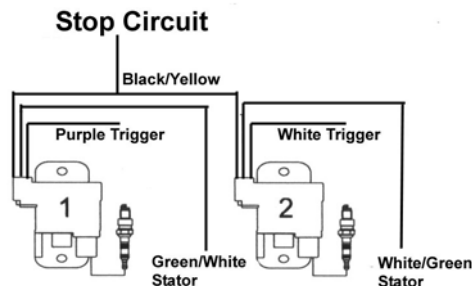 Stop Circuit
Black/Yellow
Purple Trigger
White Trigger
1
2
Green/White
Stator
White/Green
Stator